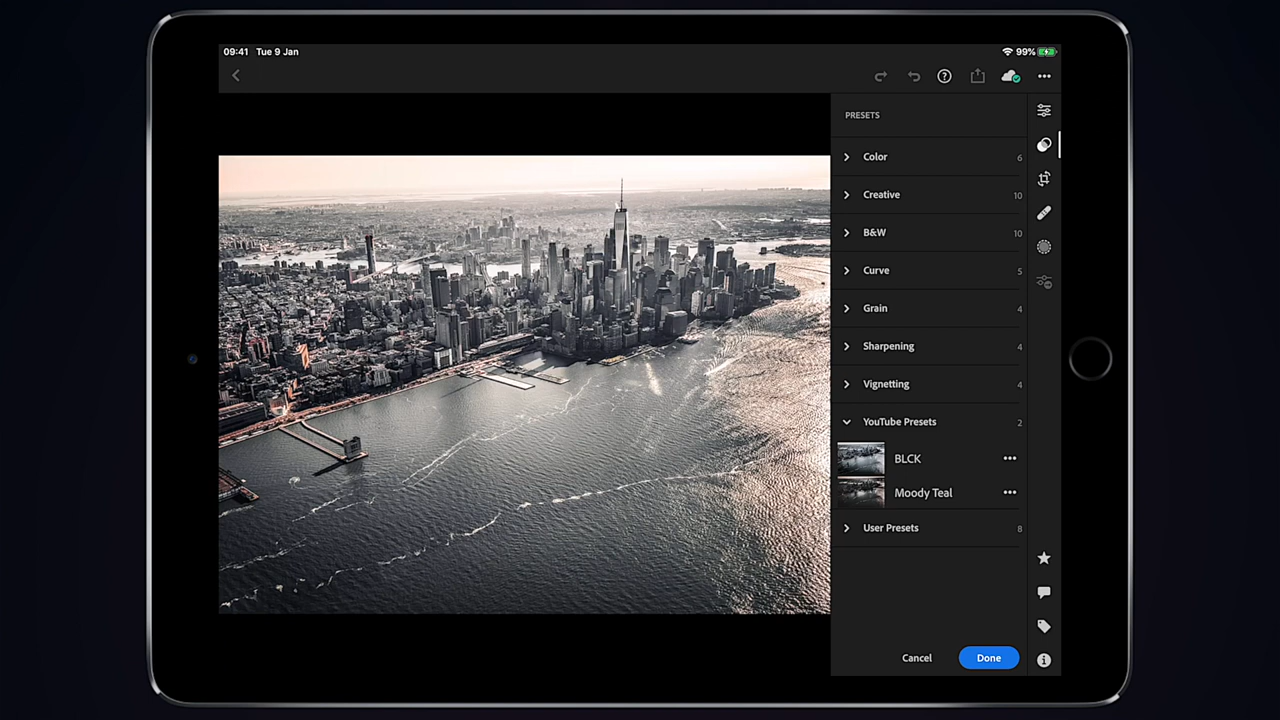 09:41 Tue 9 Jan
99%
PRESETS
Color 6
Creative 10
B&W 10
Curve 5
Grain 4
Sharpening 4
Vignetting 4
YouTube Presets 2
BLCK
Moody Teal
User Presets 8
Cancel Done